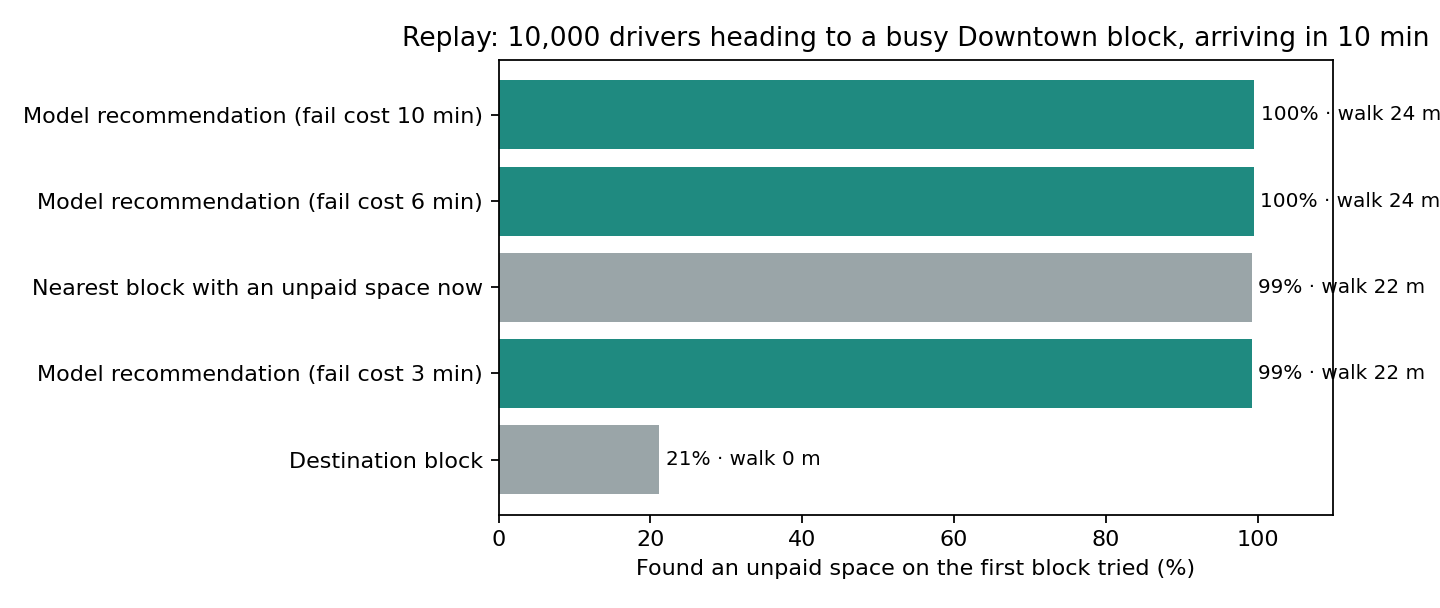 Replay: 10,000 drivers heading to a busy Downtown block, arriving in 10 min
Model recommendation (fail cost 10 min)
100% · walk 24 m
Model recommendation (fail cost 6 min)
100% · walk 24 m
Nearest block with an unpaid space now
99% · walk 22 m
Model recommendation (fail cost 3 min)
99% · walk 22 m
Destination block
21% · walk 0 m
0 20 40 60 80 100
Found an unpaid space on the first block tried (%)